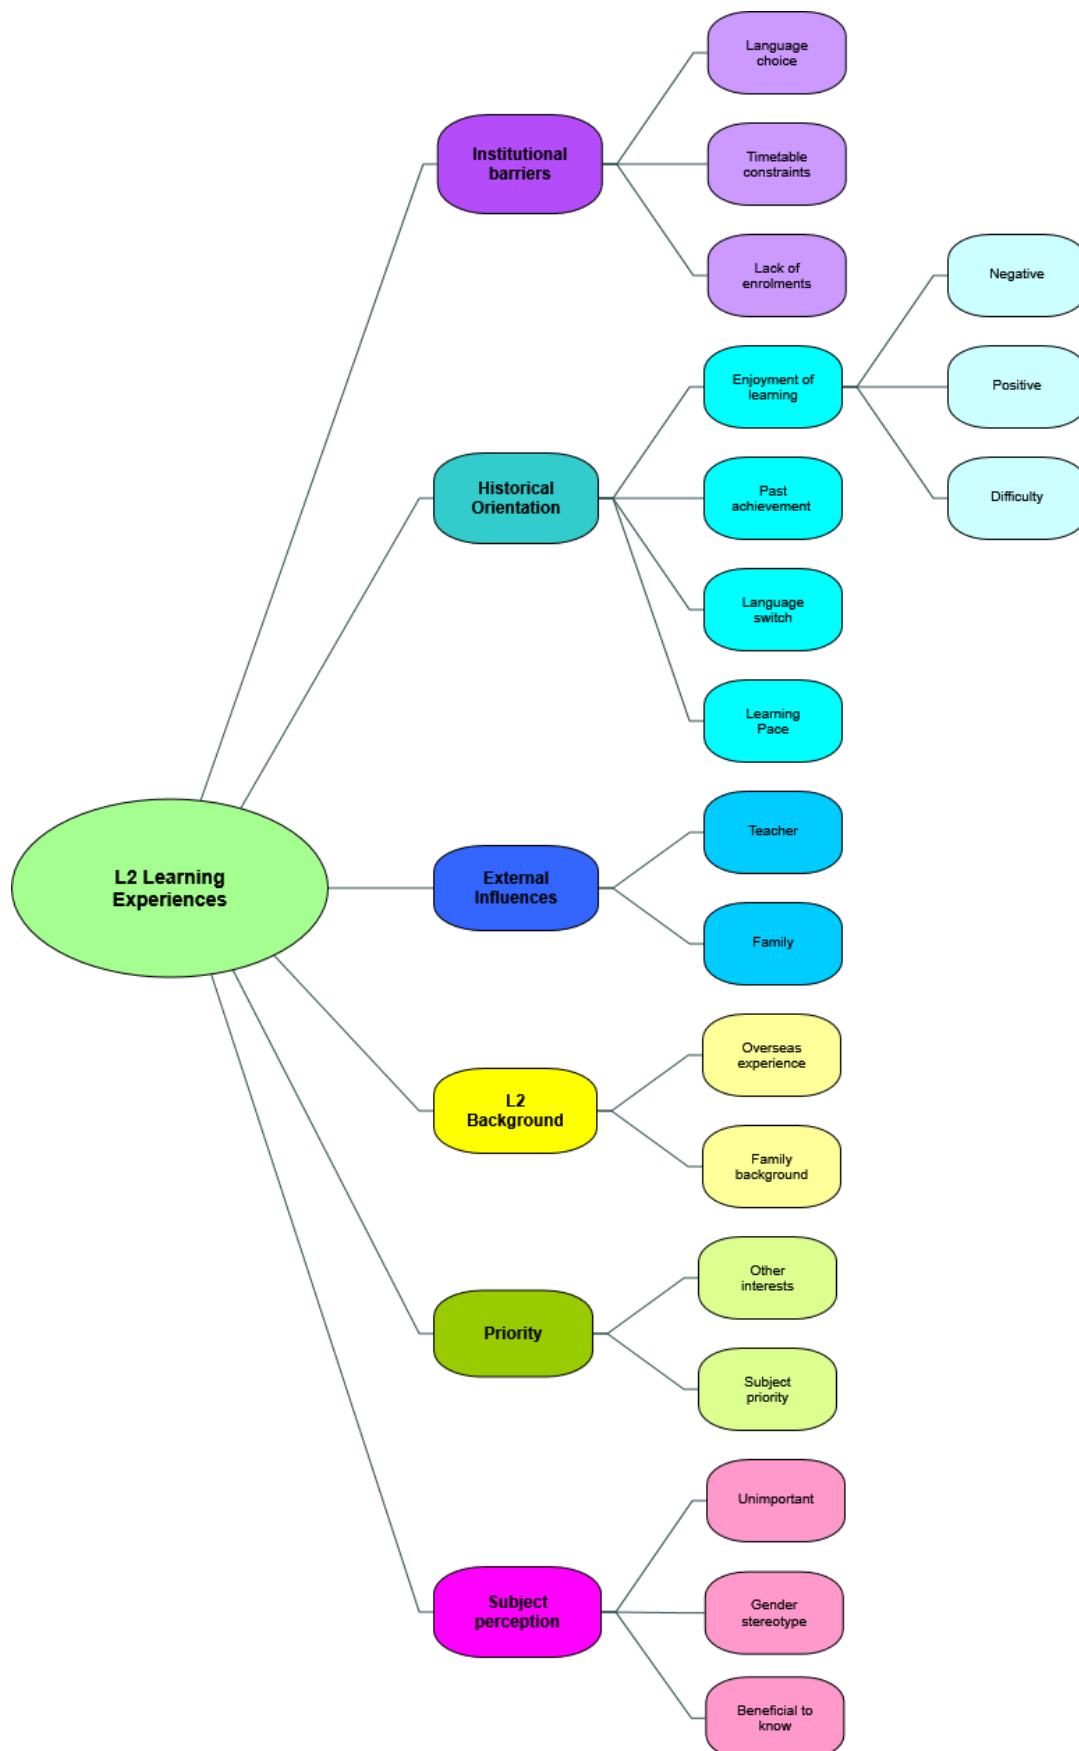 Language
choice
Institutional
barriers
Timetable
constraints
Lack of
enrolments
Negative
Enjoyment of
learning
Positive
Historical
Orientation
Past
achievement
Difficulty
Language
switch
Learning
Pace
L2 Learning
Experiences
External
Influences
Teacher
Family
L2
Background
Overseas
experience
Family
background
Priority
Other
interests
Subject
priority
Subject
perception
Unimportant
Gender
stereotype
Beneficial to
know